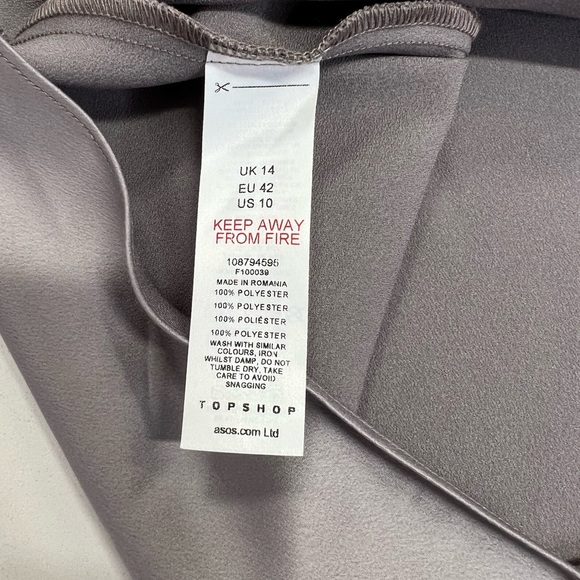 UK 14
EU 42
US 10
KEEP AWAY
FROM FIRE
108794595
F100039
MADE IN ROMANIA
100% POLYESTER
100% POLYESTER
100% POLIÉSTER
100% POLYESTER
WASH WITH SIMILAR
COLOURS, IRON
WHILST DAMP, DO NOT
TUMBLE DRY, TAKE
CARE TO AVOID
SNAGGING
TOPSHOP
asos.com Ltd